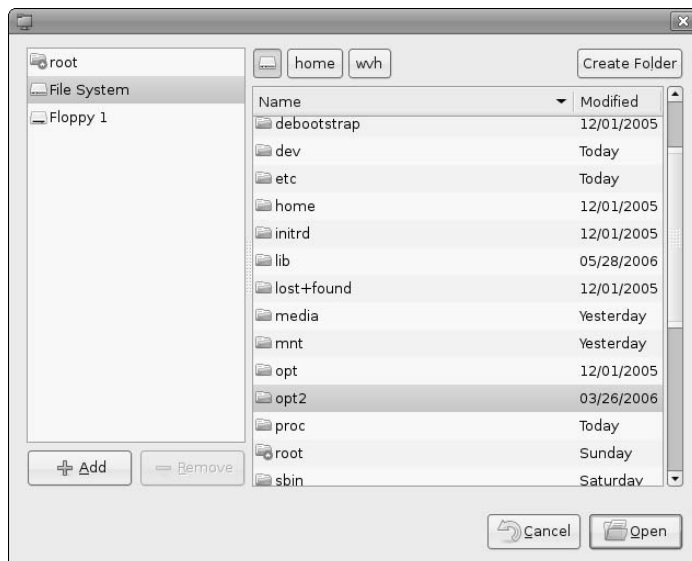 root
File System
Floppy 1
Add
Remove
home
wvh
Create Folder
Name
Modified
debootstrap 12/01/2005
dev Today
etc Today
home 12/01/2005
initrd 12/01/2005
lib 05/28/2006
lost+found 12/01/2005
media Yesterday
mnt Yesterday
opt 12/01/2005
opt2 03/26/2006
proc Today
root Sunday
sbin Saturday
Cancel
Open